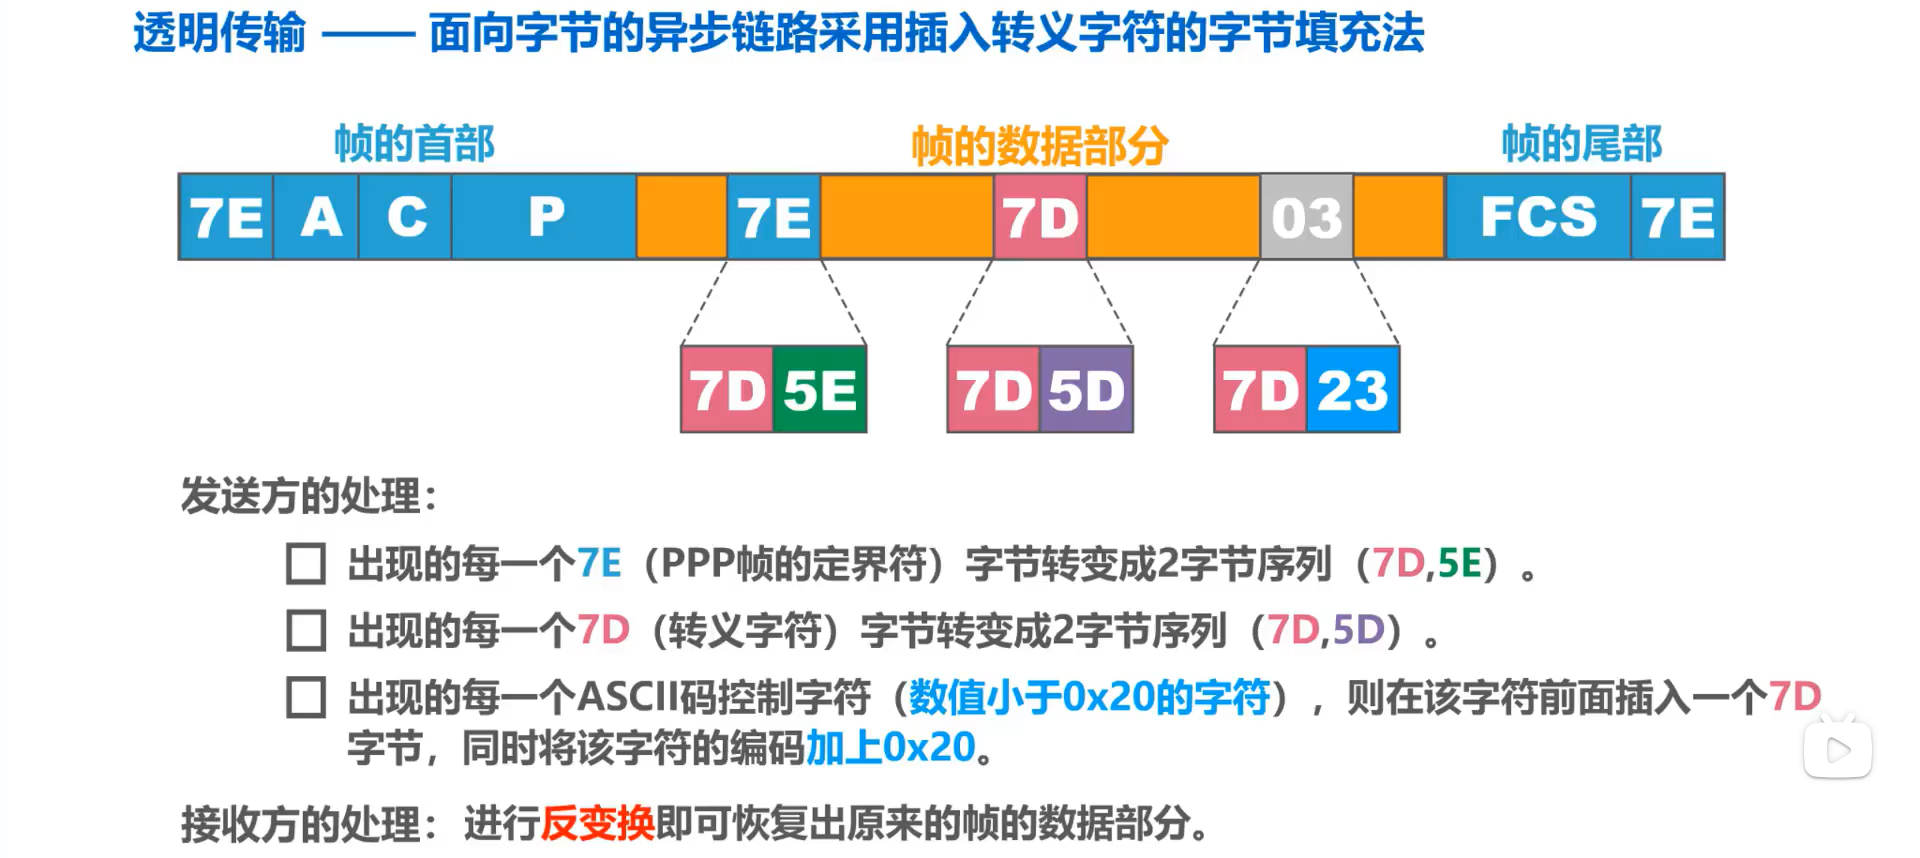 透明传输 —— 面向字节的异步链路采用插入转义字符的字节填充法
帧的首部 帧的数据部分 帧的尾部
7E A C P 7E 7D 03 FCS 7E
7D 5E 7D 5D 7D 23
发送方的处理：
出现的每一个7E（PPP帧的定界符）字节转变成2字节序列（7D,5E）。
出现的每一个7D（转义字符）字节转变成2字节序列（7D,5D）。
出现的每一个ASCII码控制字符（数值小于0x20的字符），则在该字符前面插入一个7D
字节，同时将该字符的编码加上0x20。
接收方的处理：进行反变换即可恢复出原来的帧的数据部分。